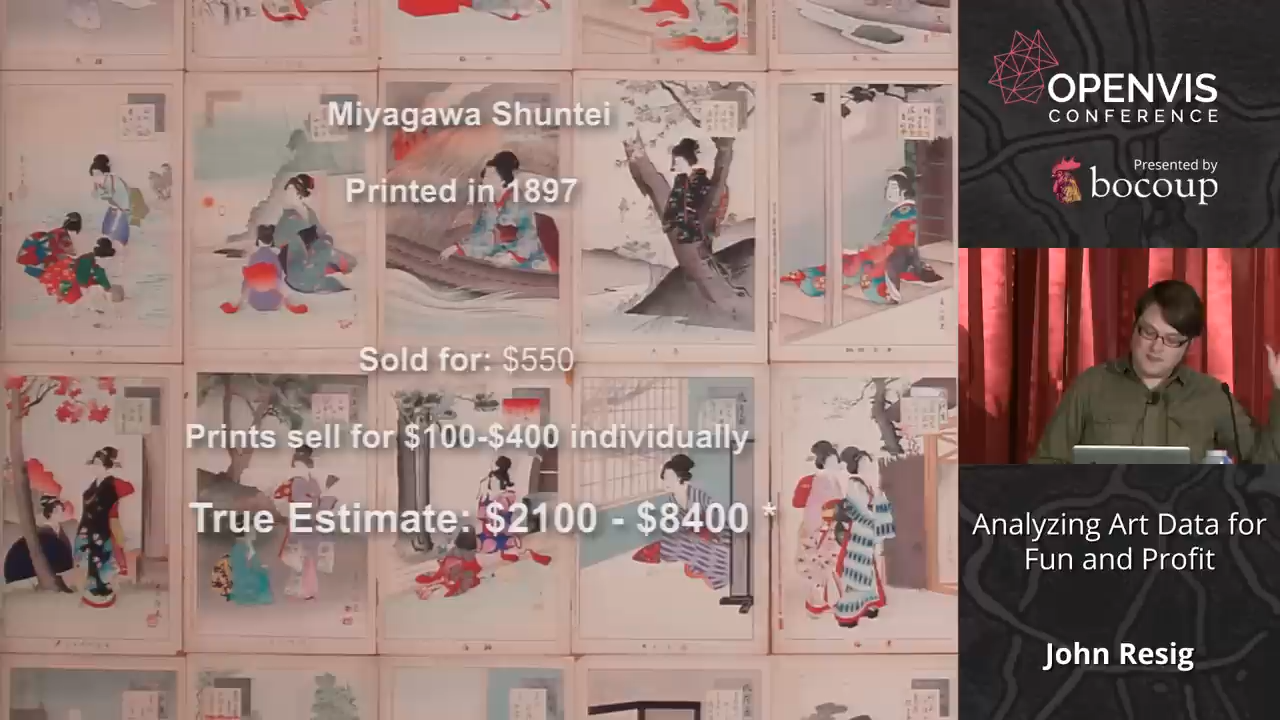 Miyagawa Shuntei
Printed in 1897
Sold for: $550
Prints sell for $100-$400 individually
True Estimate: $2100 - $8400 *
OPENVIS
CONFERENCE
Presented by
bocoup
Analyzing Art Data for
Fun and Profit
John Resig